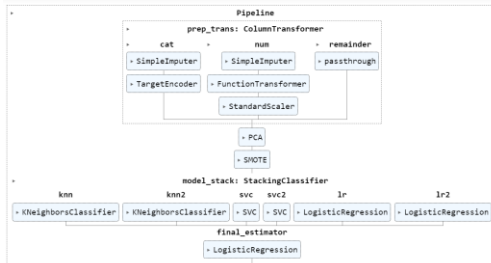 Pipeline
prep_trans: ColumnTransformer
cat num remainder
SimpleImputer SimpleImputer passthrough
TargetEncoder FunctionTransformer
StandardScaler
PCA
SMOTE
model_stack: StackingClassifier
knn knn2 svc svc2 lr lr2
KNeighborsClassifier KNeighborsClassifier SVC SVC LogisticRegression LogisticRegression
final_estimator
LogisticRegression